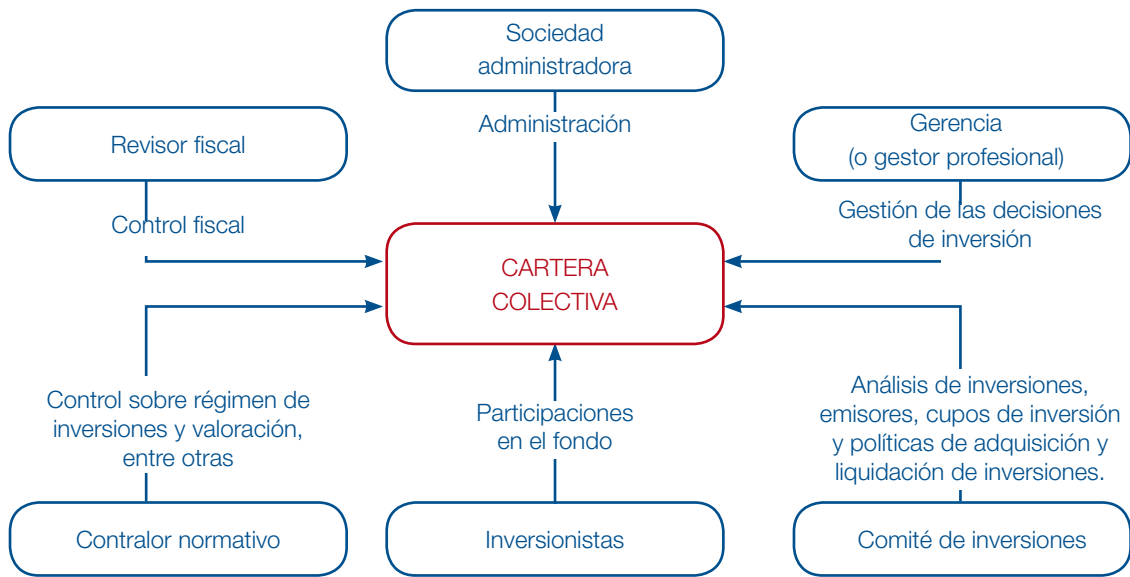 Sociedad
administradora
Administración
Revisor fiscal
Control fiscal
Gerencia
(o gestor profesional)
Gestión de las decisiones
de inversión
CARTERA
COLECTIVA
Control sobre régimen de
inversiones y valoración,
entre otras
Contralor normativo
Participaciones
en el fondo
Inversionistas
Análisis de inversiones,
emisores, cupos de inversión
y políticas de adquisición y
liquidación de inversiones.
Comité de inversiones